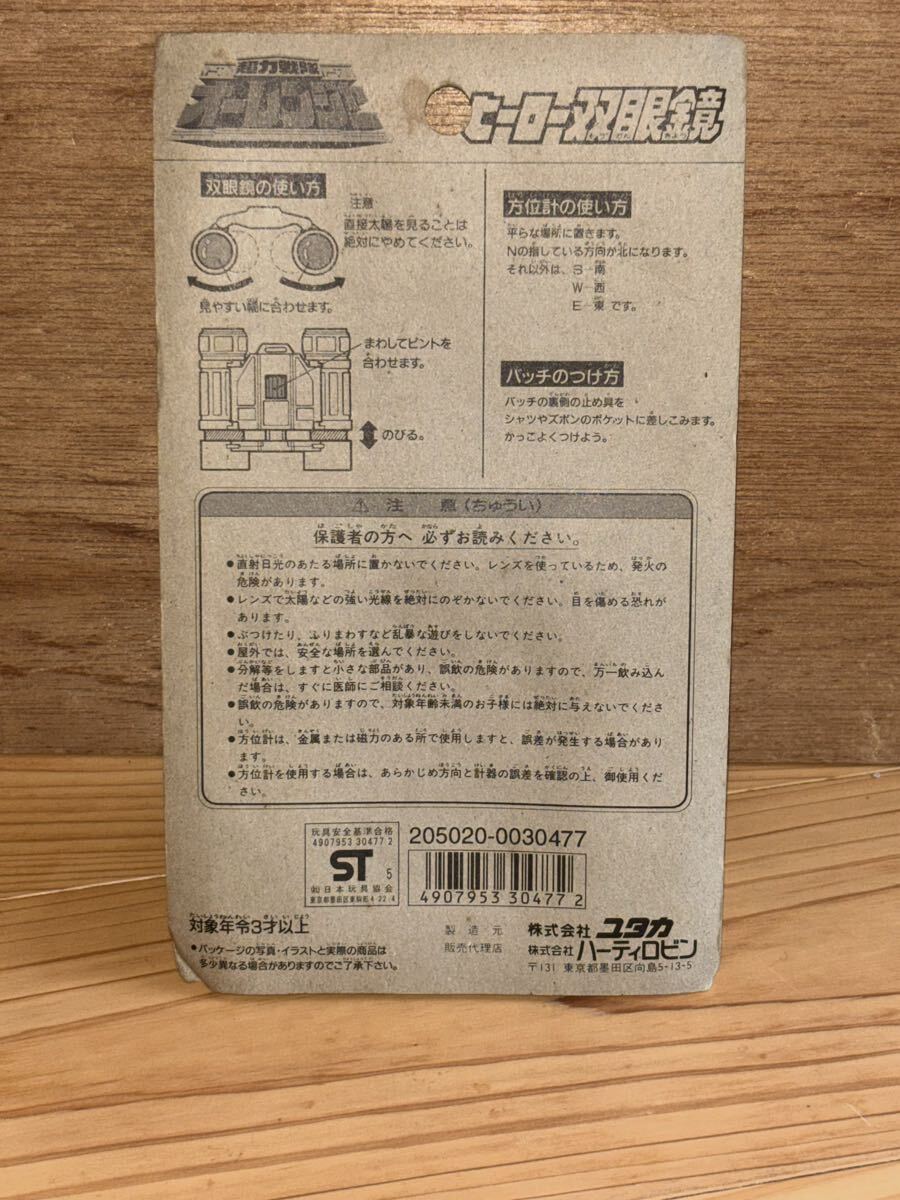 超力戦隊
オーレンジャー
ヒーロー双眼鏡
双眼鏡の使い方
注意
直接太陽を見ることは
絶対にやめてください。
見やすい幅に合わせます。
まわしてピントを
合わせます。
のびる。
方位計の使い方
平らな場所に置きます。
Nの指している方向が北になります。
それ以外は、S…南
W…西
E…東 です。
バッチのつけ方
バッチの裏側の止め具を
シャツやズボンのポケットに差しこみます。
かっこよくつけよう。
⚠ 注 意(ちゅうい)
保護者の方へ 必ずお読みください。
●直射日光のあたる場所に置かないでください。レンズを使っているため、発火の
危険があります。
●レンズで太陽などの強い光線を絶対にのぞかないでください。目を傷める恐れが
あります。
●ぶつけたり、ふりまわすなど乱暴な遊びをしないでください。
●屋外では、安全な場所を選んでください。
●分解等をしますと小さな部品があり、誤飲の危険がありますので、万一飲み込ん
だ場合は、すぐに医師にご相談ください。
●誤飲の危険がありますので、対象年齢未満のお子様には絶対に与えないでくださ
い。
●方位計は、金属または磁力のある所で使用しますと、誤差が発生する場合があり
ます。
●方位計を使用する場合は、あらかじめ方向と計器の誤差を確認の上、御使用くだ
さい。
玩具安全基準合格
4907953 30477 2
ST 5
㈳日本玩具協会
東京都墨田区東駒形4-22-4
205020-0030477
4 907953 304772
対象年令3才以上
●パッケージの写真・イラストと実際の商品は
多少異なる場合がありますのでご了承下さい。
製造元 株式会社 ユタカ
販売代理店 株式会社 ハーティロビン
〒131 東京都墨田区向島5-13-5